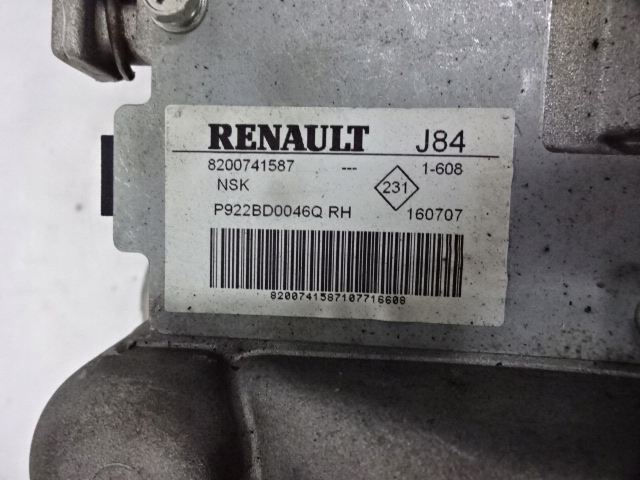 RENAULT J84
8200741587 --- 1-608
NSK 231
P922BD0046Q RH 160707
8200741587107716608